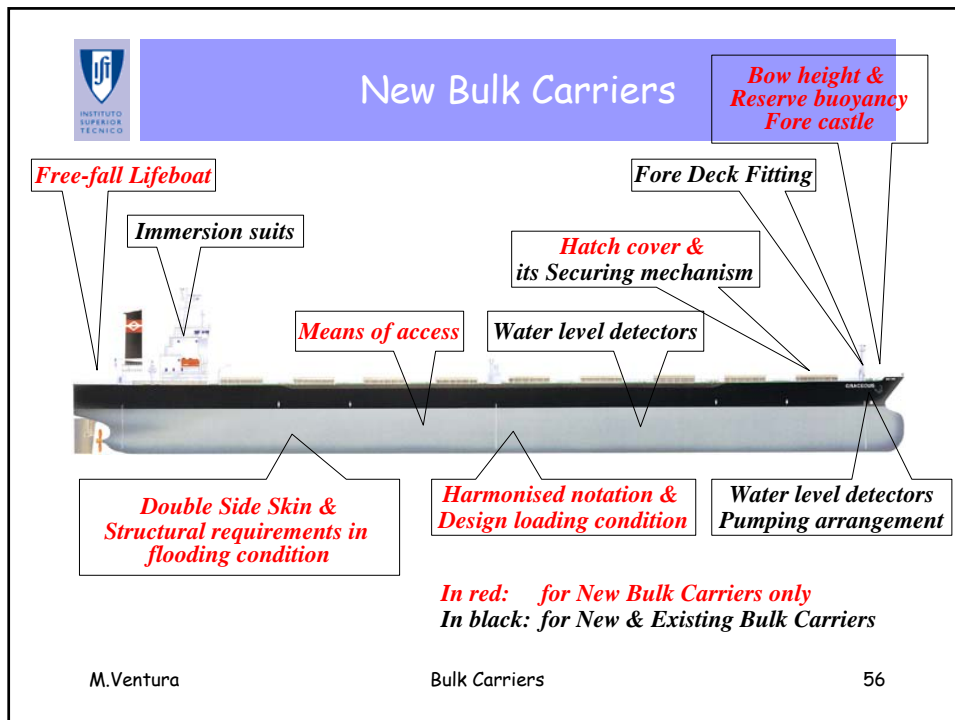 INSTITUTO
SUPERIOR
TÉCNICO
New Bulk Carriers
Bow height &
Reserve buoyancy
Fore castle
Free-fall Lifeboat
Fore Deck Fitting
Immersion suits
Hatch cover &
its Securing mechanism
Means of access
Water level detectors
GRACEOUS
Double Side Skin &
Structural requirements in
flooding condition
Harmonised notation &
Design loading condition
Water level detectors
Pumping arrangement
In red: for New Bulk Carriers only
In black: for New & Existing Bulk Carriers
M.Ventura
Bulk Carriers
56